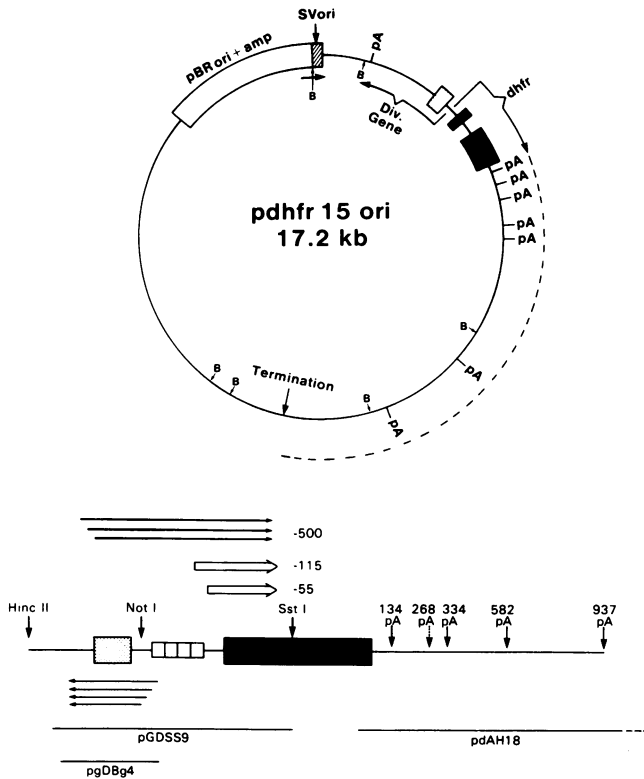 SVori
pBR ori + amp
B
pA
B
Div.
Gene
dhfr
pA
pA
pA
pA
pA
pdhfr 15 ori
17.2 kb
B
pA
B
pA
Termination
B
B
-500
-115
-55
Hinc II
Not I
Sst I
134
pA
268
pA
334
pA
582
pA
937
pA
pGDSS9
pdAH18
pgDBg4